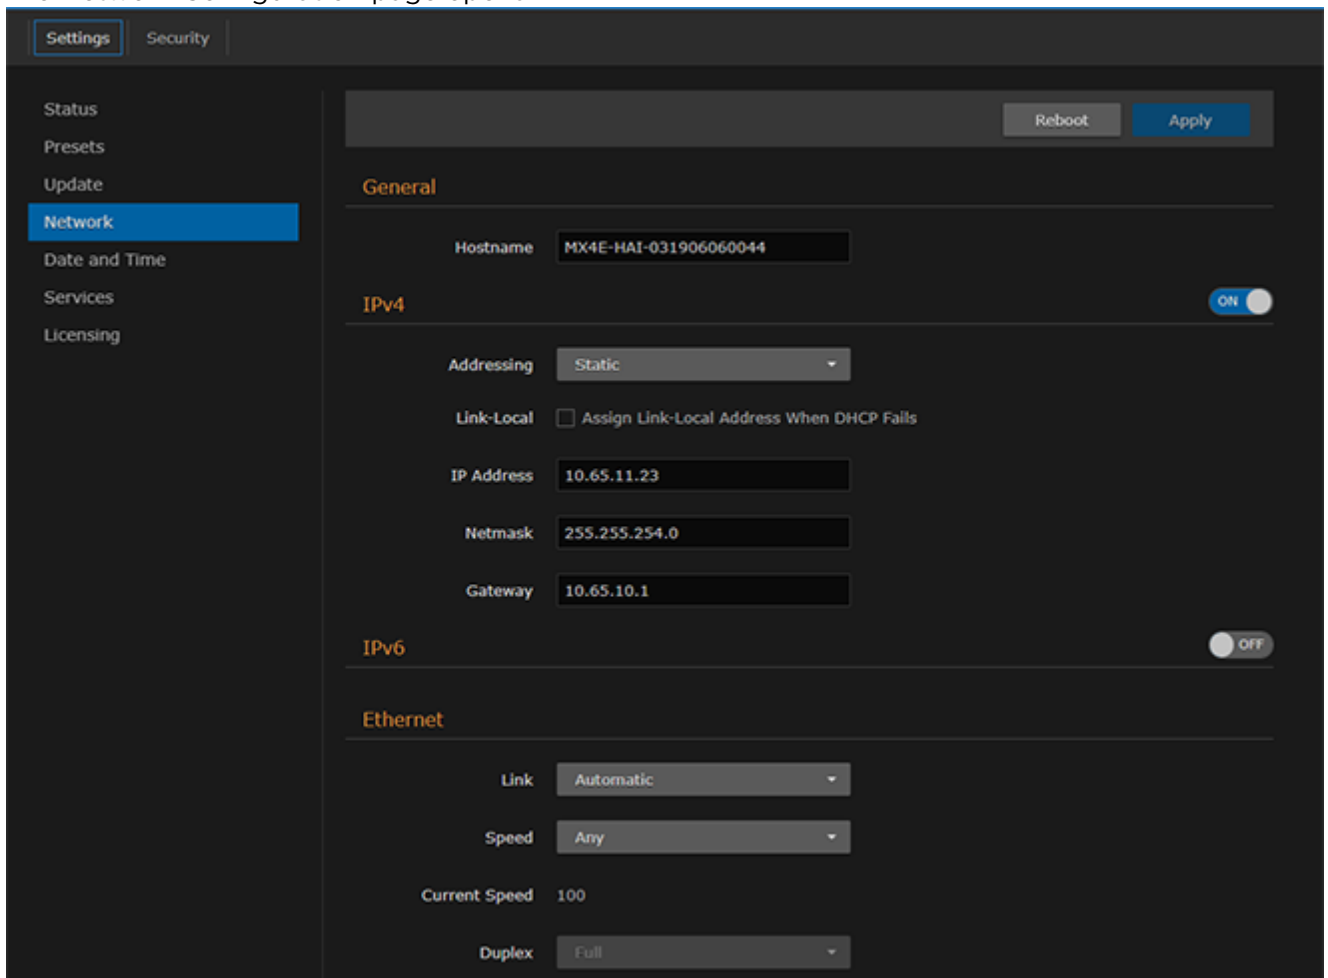 Settings Security
Status
Presets
Update
Network
Date and Time
Services
Licensing
Reboot Apply
General
Hostname MX4E-HAI-031906060044
IPv4 ON
Addressing Static
Link-Local Assign Link-Local Address When DHCP Fails
IP Address 10.65.11.23
Netmask 255.255.254.0
Gateway 10.65.10.1
IPv6 OFF
Ethernet
Link Automatic
Speed Any
Current Speed 100
Duplex Full